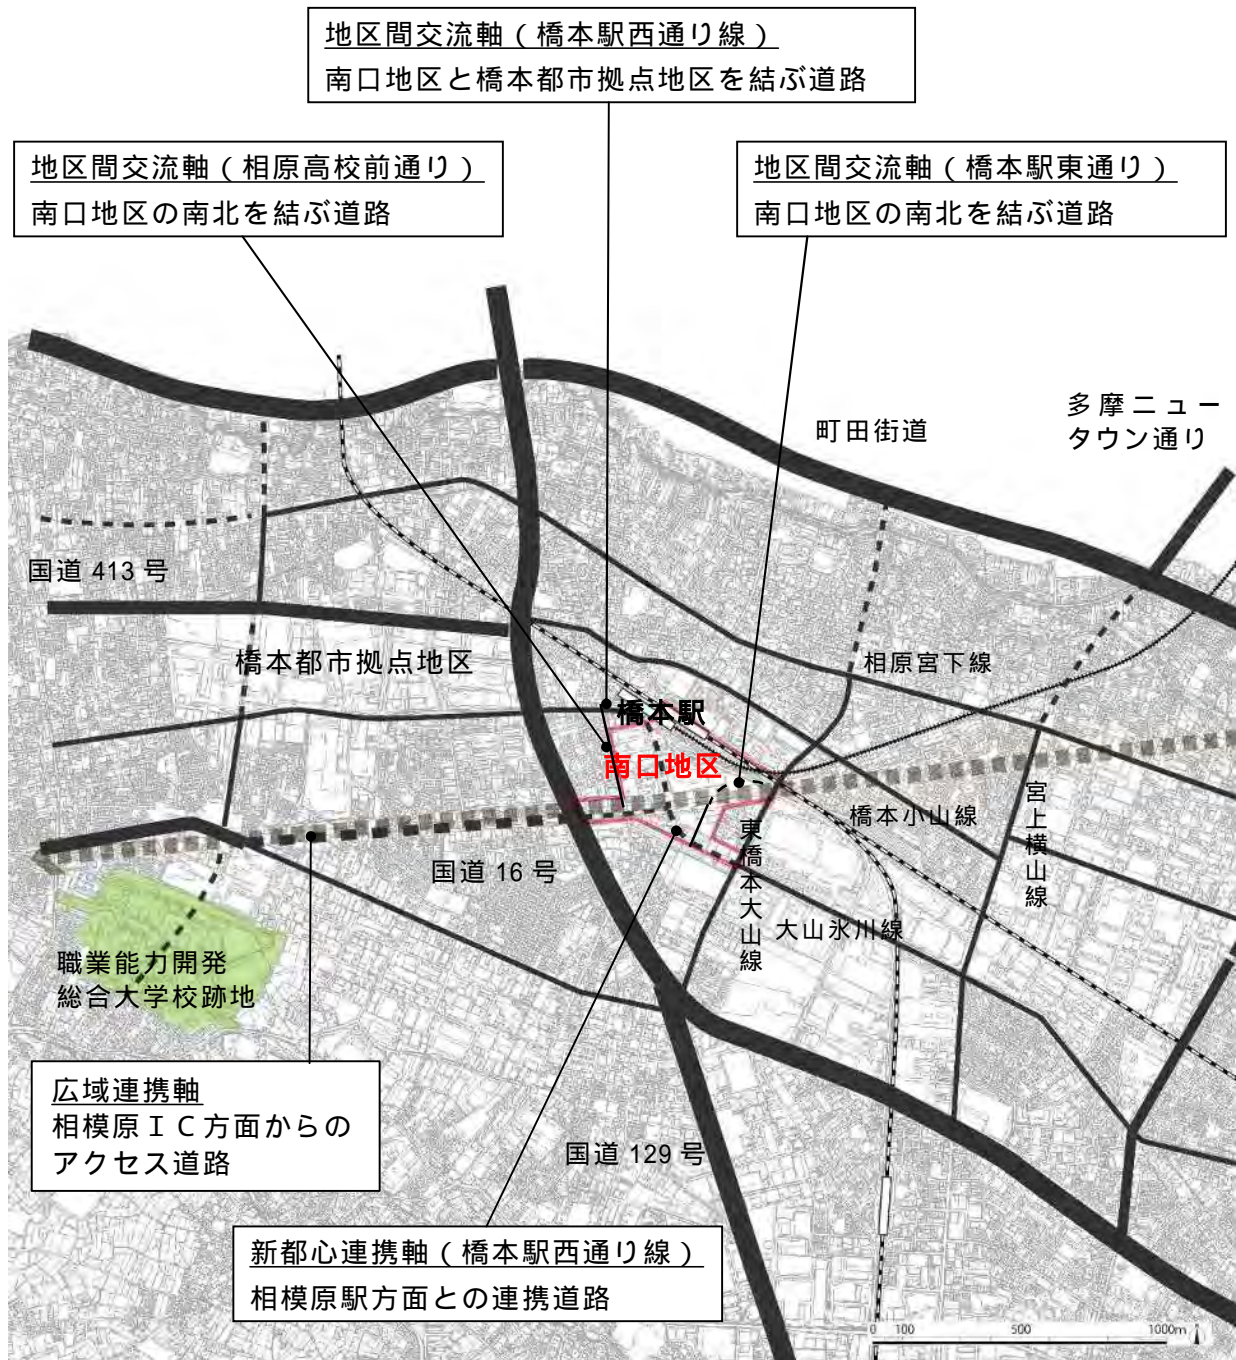 地区間交流軸（橋本駅西通り線）
南口地区と橋本都市拠点地区を結ぶ道路
地区間交流軸（相原高校前通り）
南口地区の南北を結ぶ道路
地区間交流軸（橋本駅東通り）
南口地区の南北を結ぶ道路
多摩ニュー
タウン通り
町田街道
国道 413 号
橋本都市拠点地区
相原宮下線
橋本駅
南口地区
橋本小山線
宮上横山線
東橋本大山線
国道 16 号
大山氷川線
職業能力開発
総合大学校跡地
広域連携軸
相模原ＩＣ方面からの
アクセス道路
国道 129 号
新都心連携軸（橋本駅西通り線）
相模原駅方面との連携道路
0 100 500 1000m